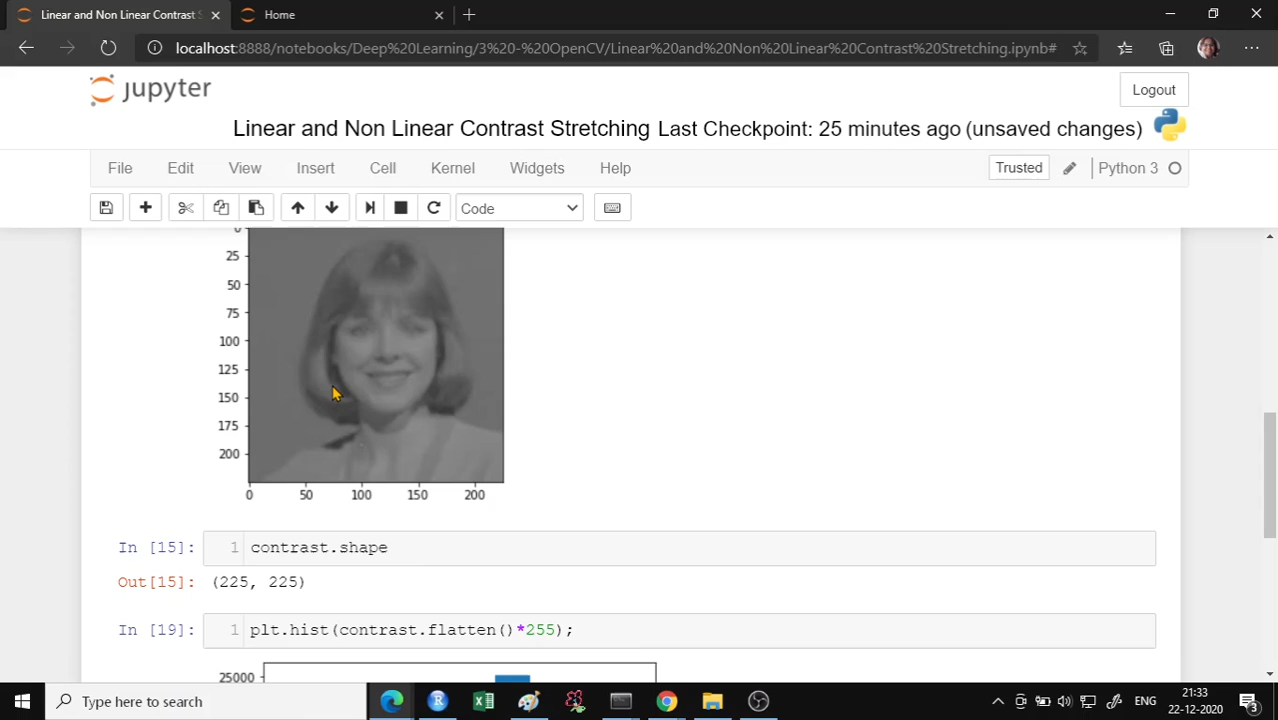 Linear and Non Linear Contrast S
Home
localhost:8888/notebooks/Deep%20Learning/3%20-%20OpenCV/Linear%20and%20Non%20Linear%20Contrast%20Stretching.ipynb#
jupyter
Logout
Linear and Non Linear Contrast Stretching Last Checkpoint: 25 minutes ago (unsaved changes)
File Edit View Insert Cell Kernel Widgets Help
Trusted Python 3
Code
0
25
50
75
100
125
150
175
200
0 50 100 150 200
In [15]: 1 contrast.shape
Out[15]: (225, 225)
In [19]: 1 plt.hist(contrast.flatten()*255);
25000
Type here to search
ENG
21:33
22-12-2020
3